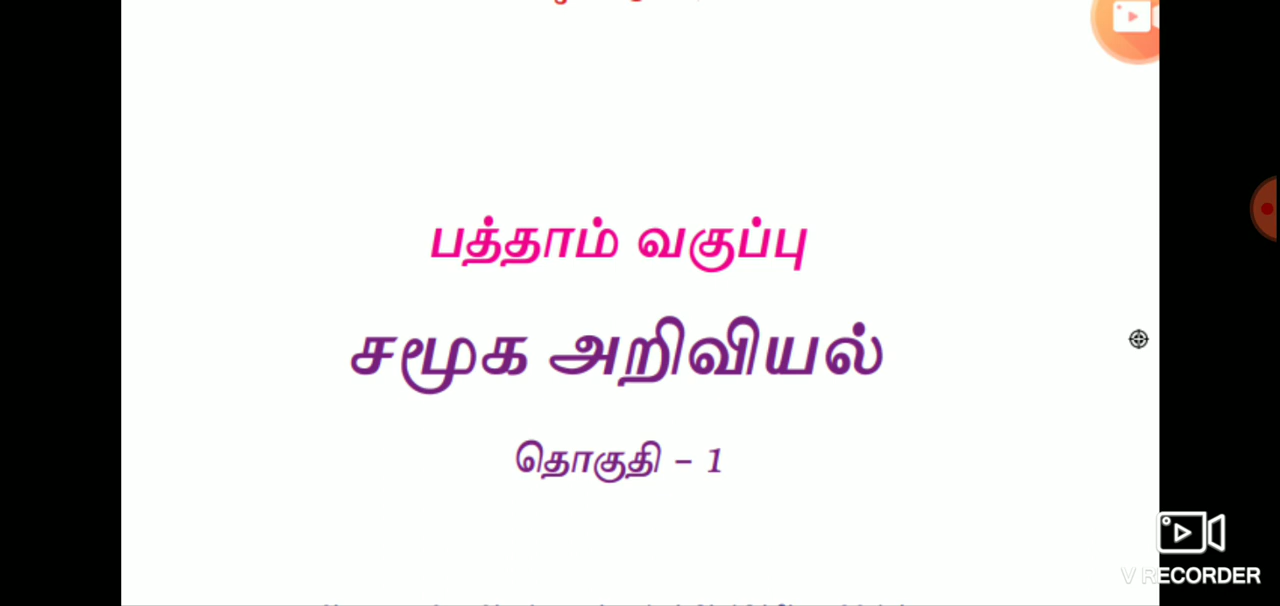 பத்தாம் வகுப்பு
சமூக அறிவியல்
தொகுதி – 1
V RECORDER